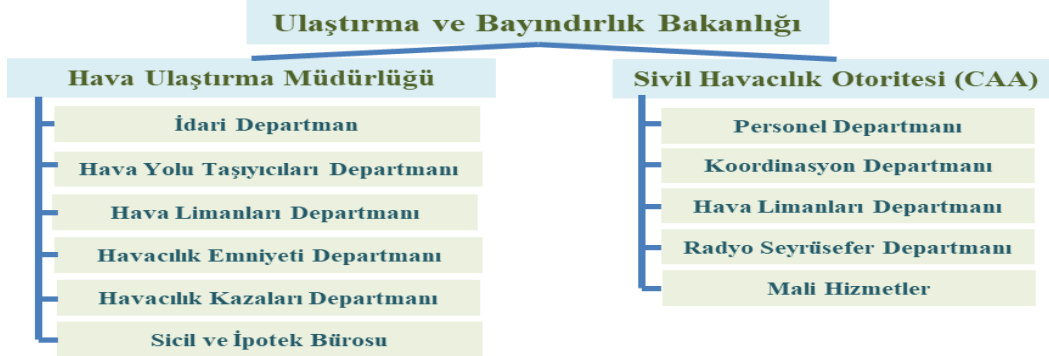 Ulaştırma ve Bayındırlık Bakanlığı
Hava Ulaştırma Müdürlüğü
İdari Departman
Hava Yolu Taşıyıcıları Departmanı
Hava Limanları Departmanı
Havacılık Emniyeti Departmanı
Havacılık Kazaları Departmanı
Sicil ve İpotek Bürosu
Sivil Havacılık Otoritesi (CAA)
Personel Departmanı
Koordinasyon Departmanı
Hava Limanları Departmanı
Radyo Seyrüsefer Departmanı
Mali Hizmetler